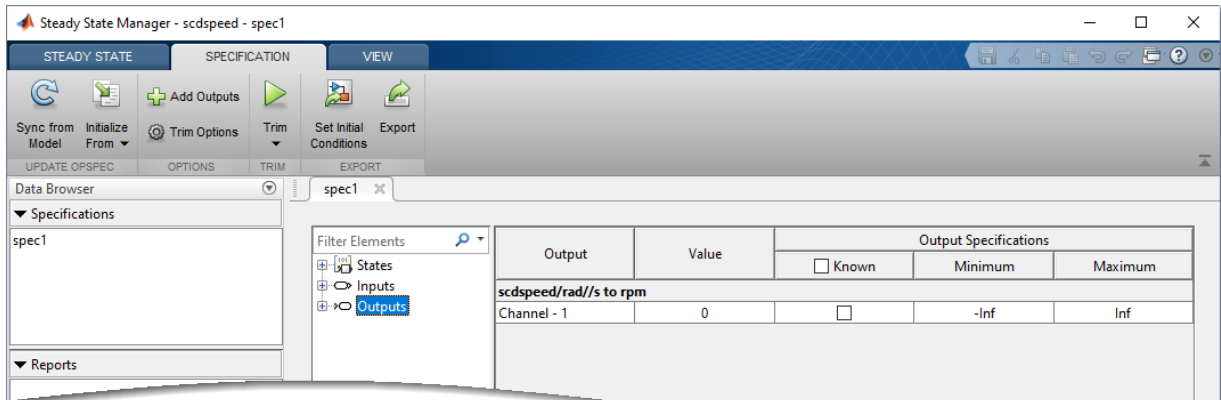 Steady State Manager - scdspeed - spec1
STEADY STATE SPECIFICATION VIEW
Add Outputs
Sync from Model
Initialize From
Trim Options
Trim
Set Initial Conditions
Export
UPDATE OPSPEC OPTIONS TRIM EXPORT
Data Browser
spec1
Specifications
spec1
Reports
Filter Elements
States
Inputs
Outputs
Output Value Output Specifications
Known Minimum Maximum
scdspeed/rad//s to rpm
Channel - 1 0 -Inf Inf